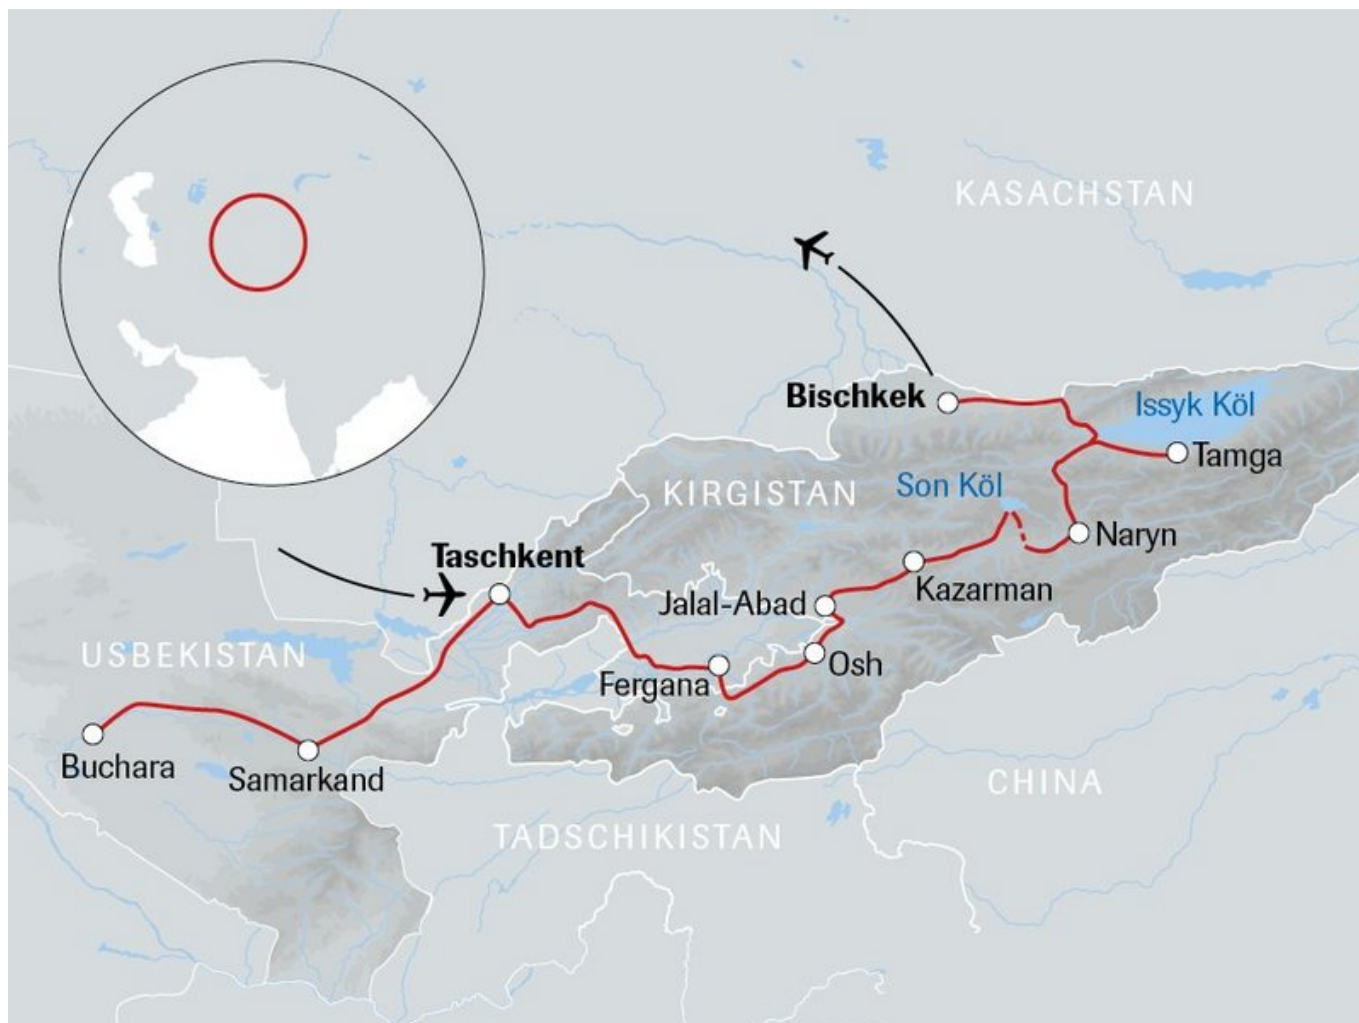 KASACHSTAN
Bischkek
Issyk Köl
Tamga
Son Köl
KIRGISTAN
Naryn
Taschkent
Kazarman
Jalal-Abad
USBEKISTAN
Osh
Fergana
Buchara
Samarkand
CHINA
TADSCHIKISTAN